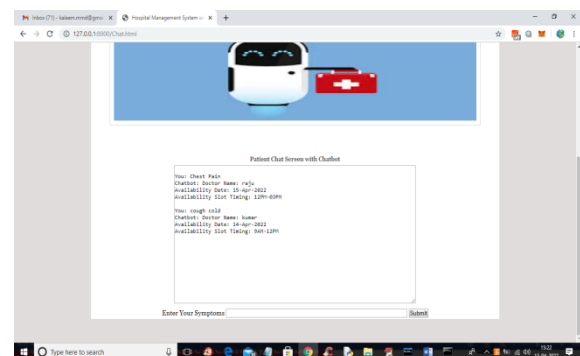 Inbox (71) - kaleem.mmd@gmai
Hospital Management System
127.0.0.1:8000/Chat.html
Patient Chat Screen with Chatbot
You: Chest Pain
Chatbot: Doctor Name: raju
Availability Date: 15-Apr-2022
Availability Slot Timing: 12PM-03PM
You: cough cold
Chatbot: Doctor Name: kumar
Availability Date: 14-Apr-2022
Availability Slot Timing: 9AM-12PM
Enter Your Symptoms
Submit
Type here to search
15:22